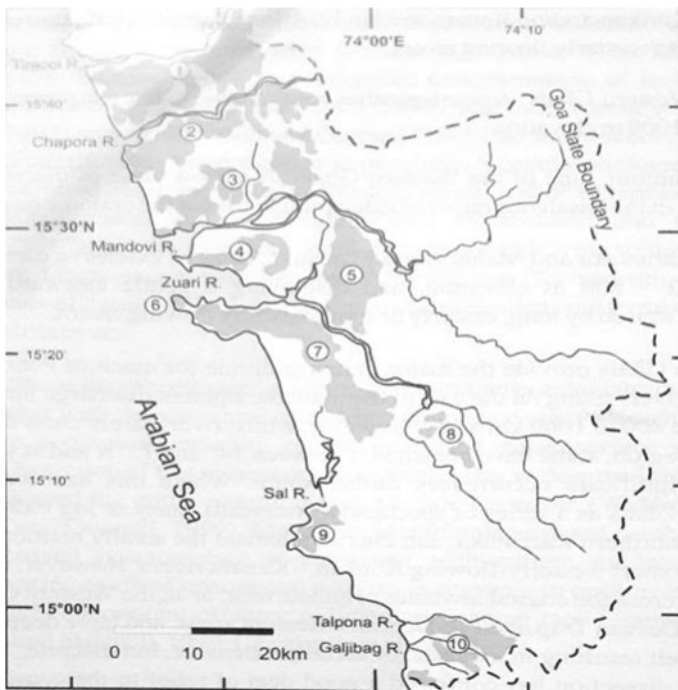 74°00'E
74°10'
Tiracol R.
1
15°40'
2
Chapora R.
3
Goa State Boundary
15°30'N
Mandovi R.
4
5
Zuari R.
6
15°20'
7
Arabian Sea
8
15°10'
Sal R.
9
15°00'N
Talpona R.
Galjibag R.
10
0 10 20km